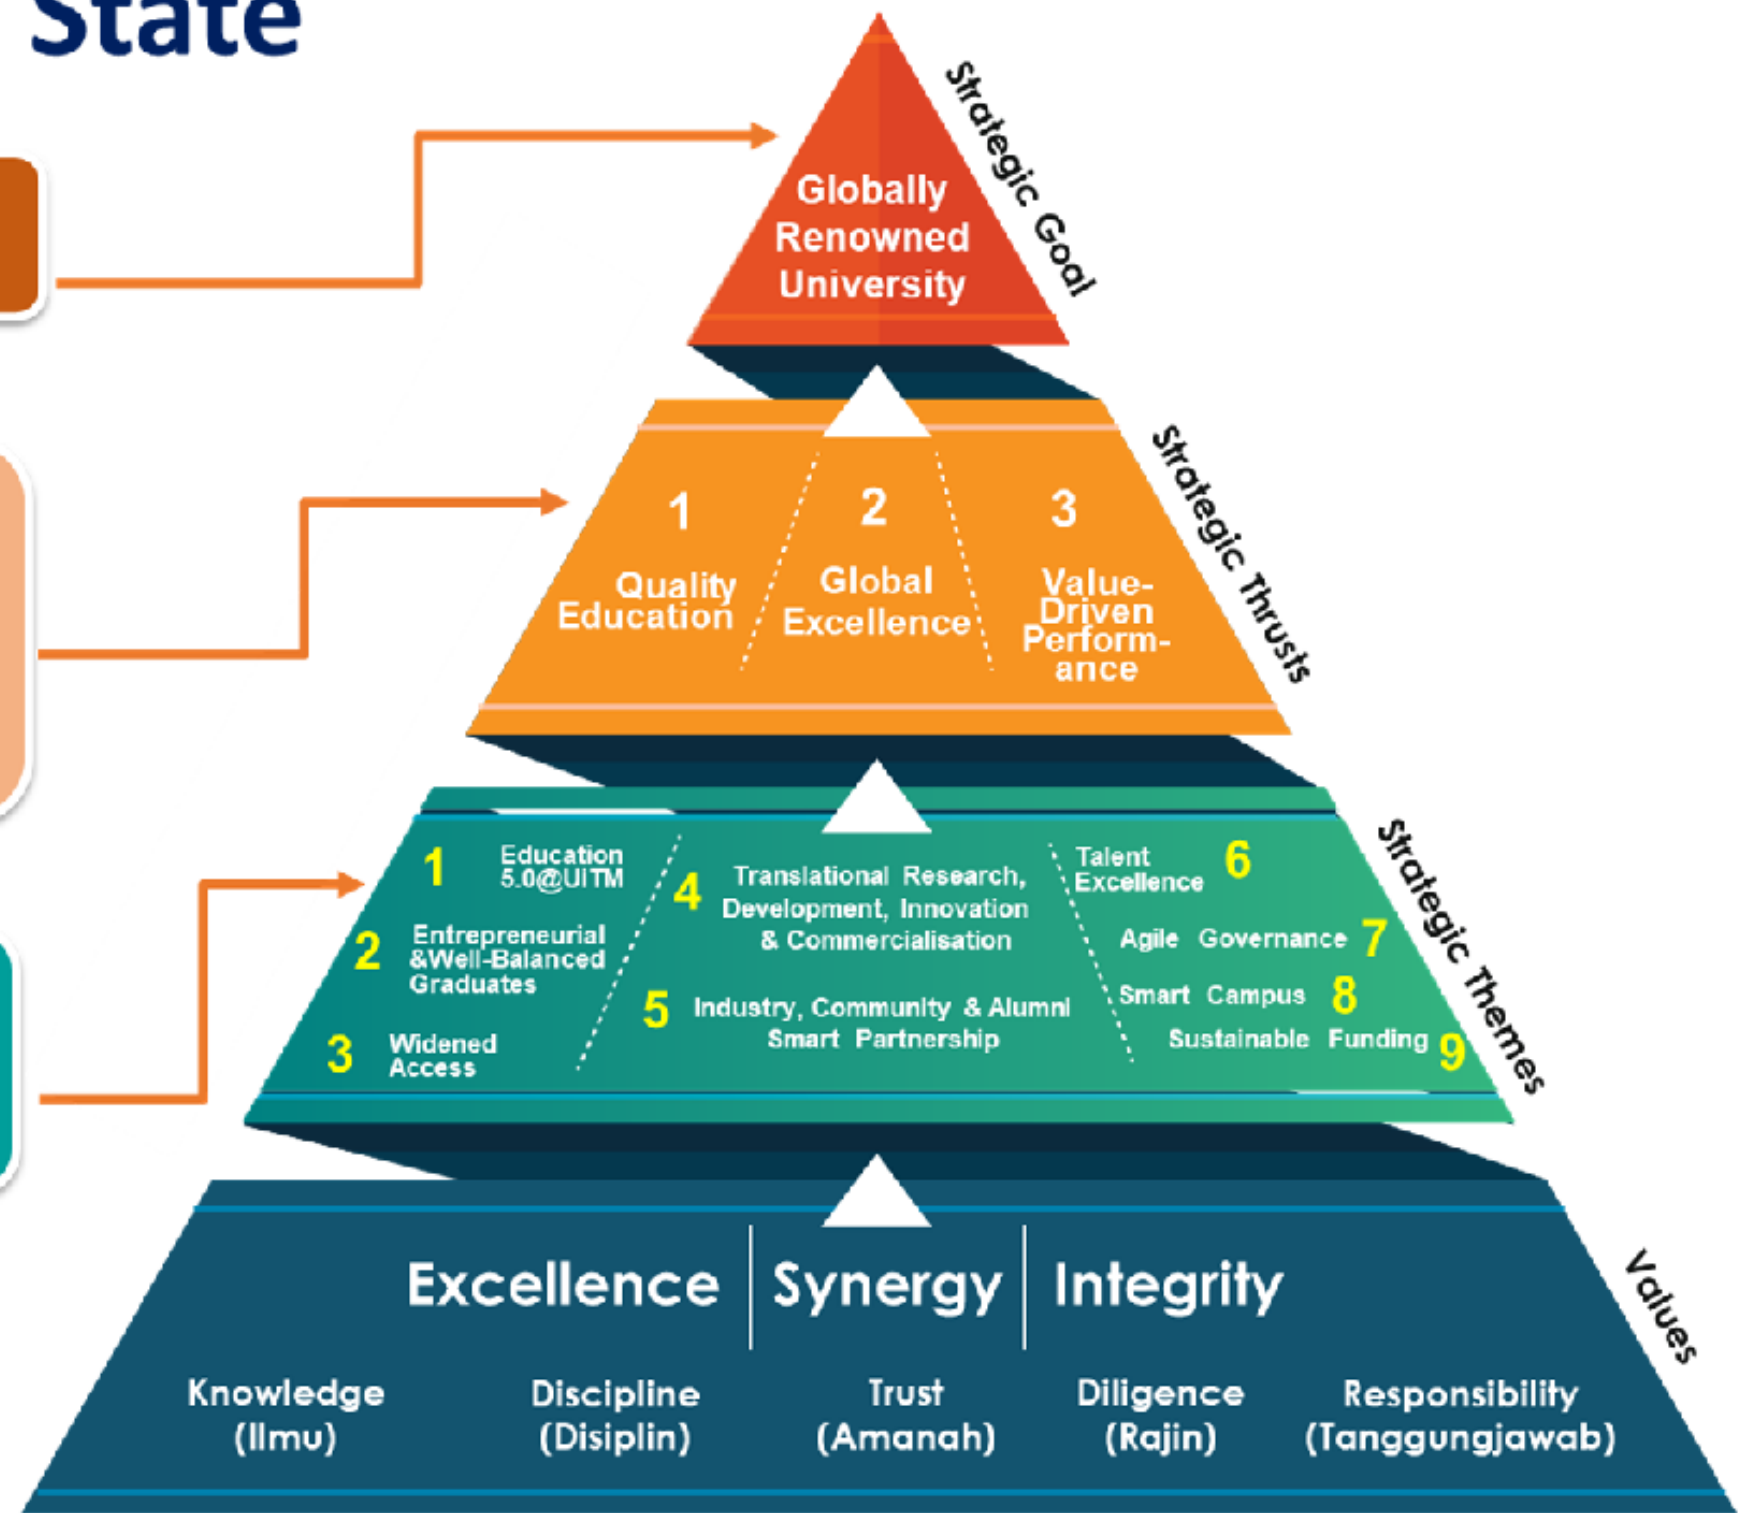 State
Strategic Goal
Globally
Renowned
University
Strategic Thrusts
1
Quality
Education
2
Global
Excellence
3
Value-
Driven
Perform-
ance
Strategic Themes
1
Education
5.0@UITM
2
Entrepreneurial
&Well-Balanced
Graduates
3
Widened
Access
4
Translational Research,
Development, Innovation
& Commercialisation
5
Industry, Community & Alumni
Smart Partnership
Talent
Excellence
6
Agile Governance 7
Smart Campus 8
Sustainable Funding 9
Values
Excellence
Synergy
Integrity
Knowledge
(Ilmu)
Discipline
(Disiplin)
Trust
(Amanah)
Diligence
(Rajin)
Responsibility
(Tanggungjawab)